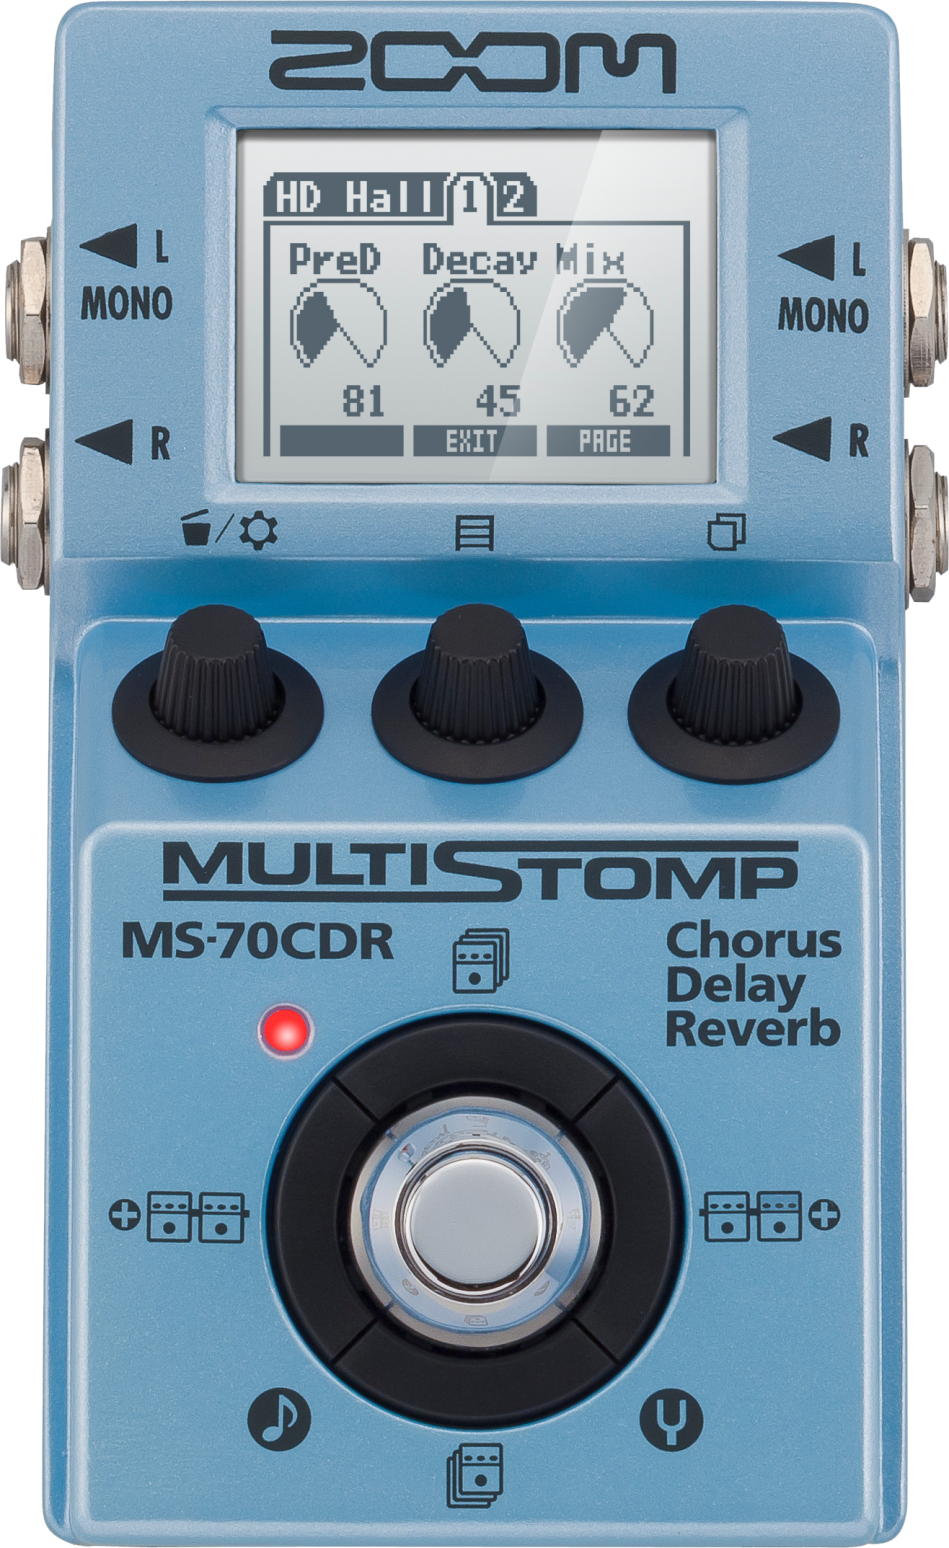 ZOOM
HD Hall 1 2
PreD Decay Mix
81 45 62
EXIT PAGE
L
MONO
R
L
MONO
R
MULTISTOMP
MS-70CDR
Chorus
Delay
Reverb